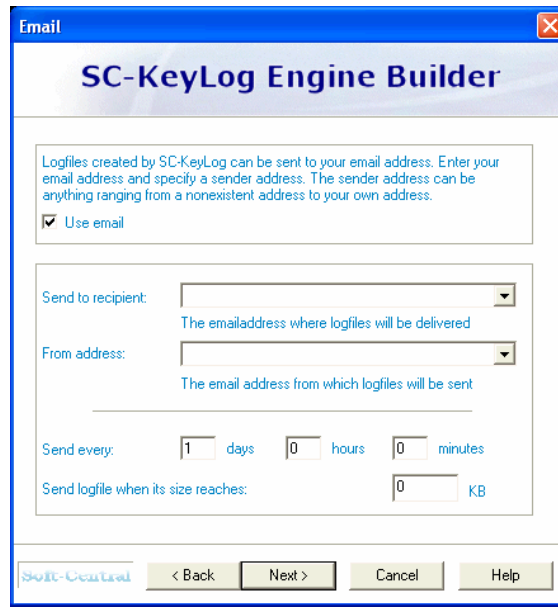 Email
SC-KeyLog Engine Builder
Logfiles created by SC-KeyLog can be sent to your email address. Enter your
email address and specify a sender address. The sender address can be
anything ranging from a nonexistent address to your own address.
Use email
Send to recipient:
The emailaddress where logfiles will be delivered
From address:
The email address from which logfiles will be sent
Send every: 1 days 0 hours 0 minutes
Send logfile when its size reaches: 0 KB
Soft-Central < Back Next > Cancel Help